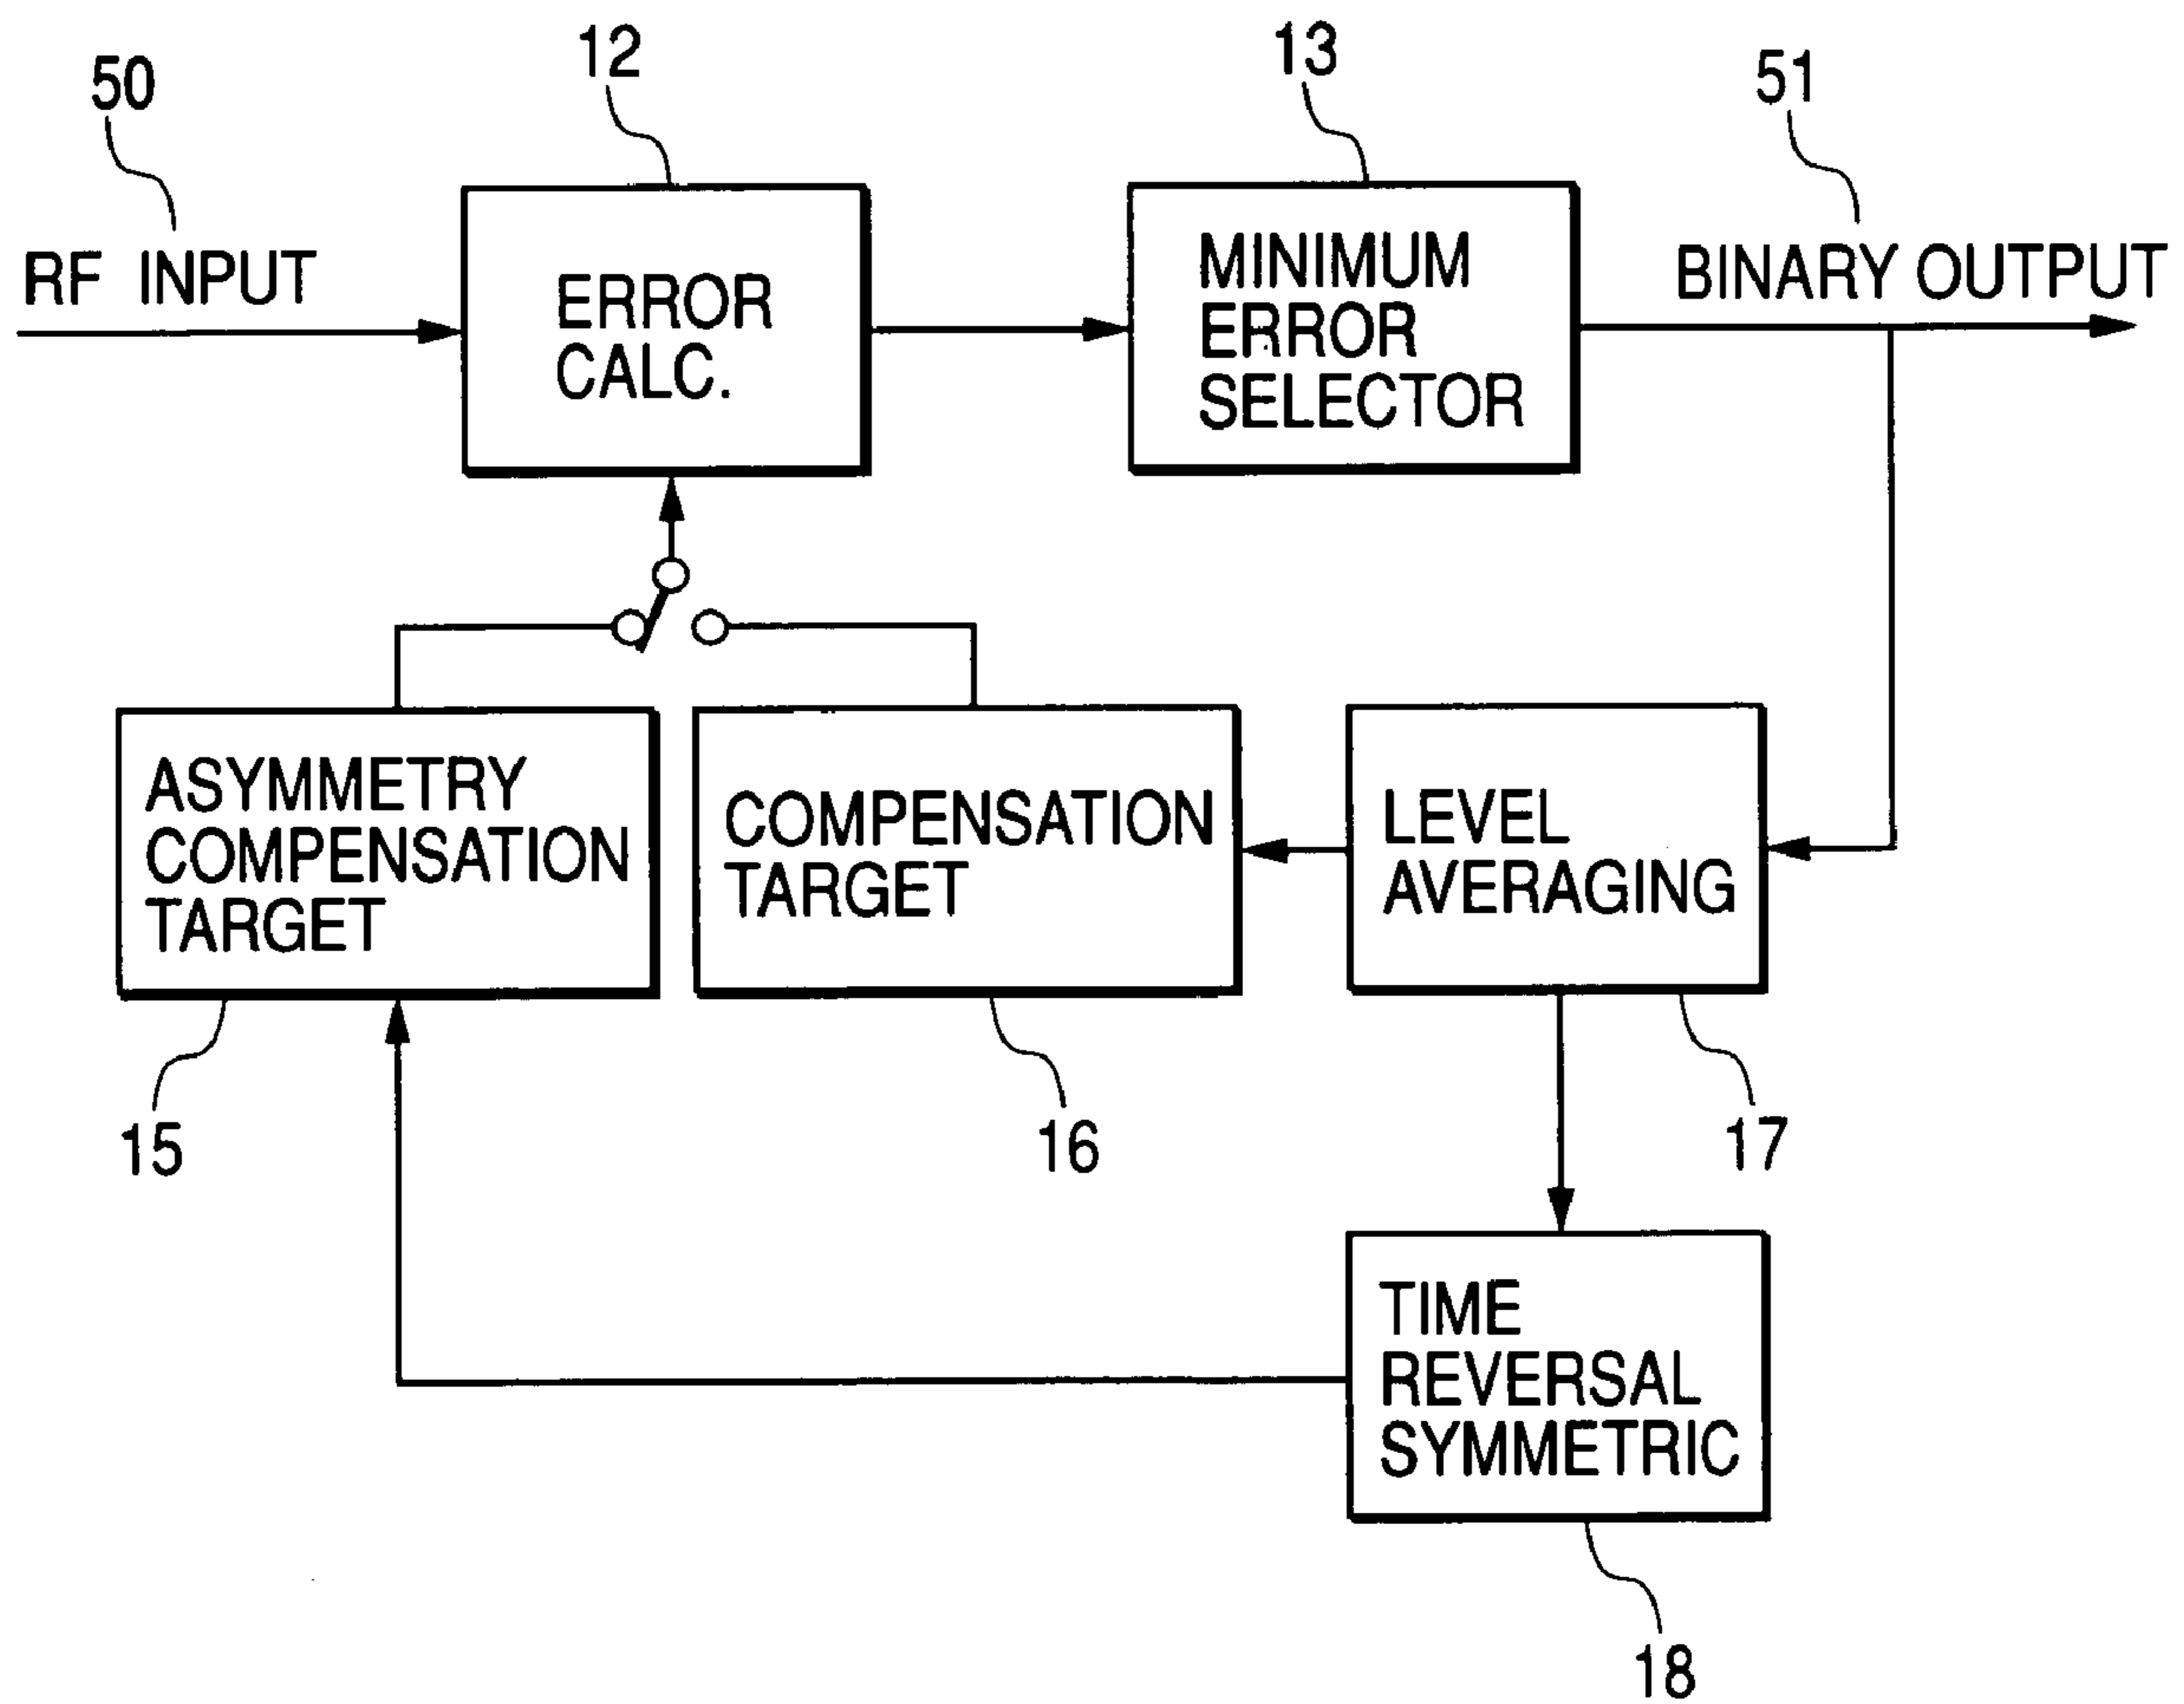 50
12
13
51
RF INPUT
ERROR
CALC.
MINIMUM
ERROR
SELECTOR
BINARY OUTPUT
ASYMMETRY
COMPENSATION
TARGET
COMPENSATION
TARGET
LEVEL
AVERAGING
15
16
17
TIME
REVERSAL
SYMMETRIC
18